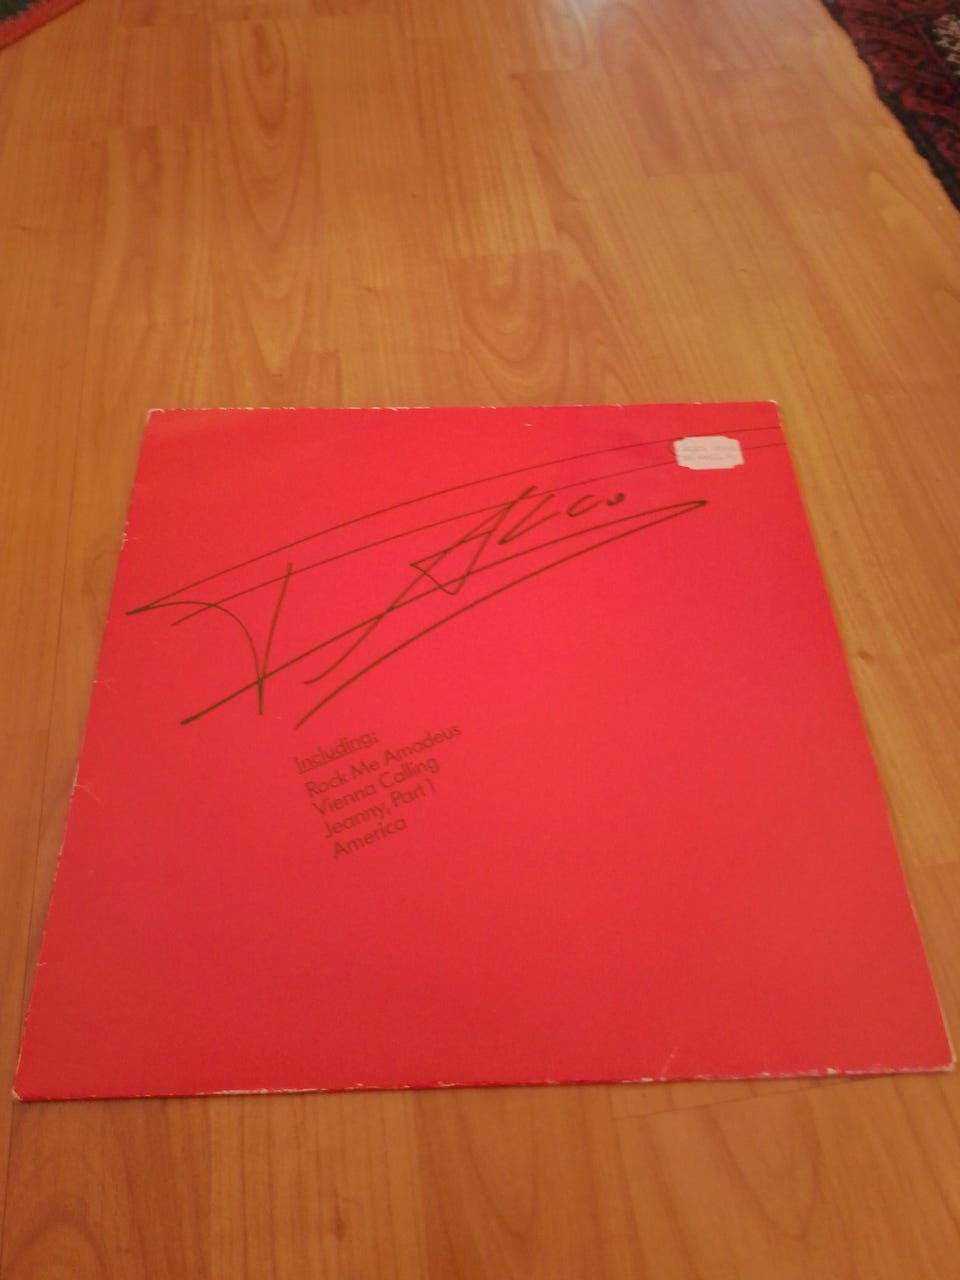 FALCO
Including:
Rock Me Amadeus
Vienna Calling
Jeanny, Part 1
America